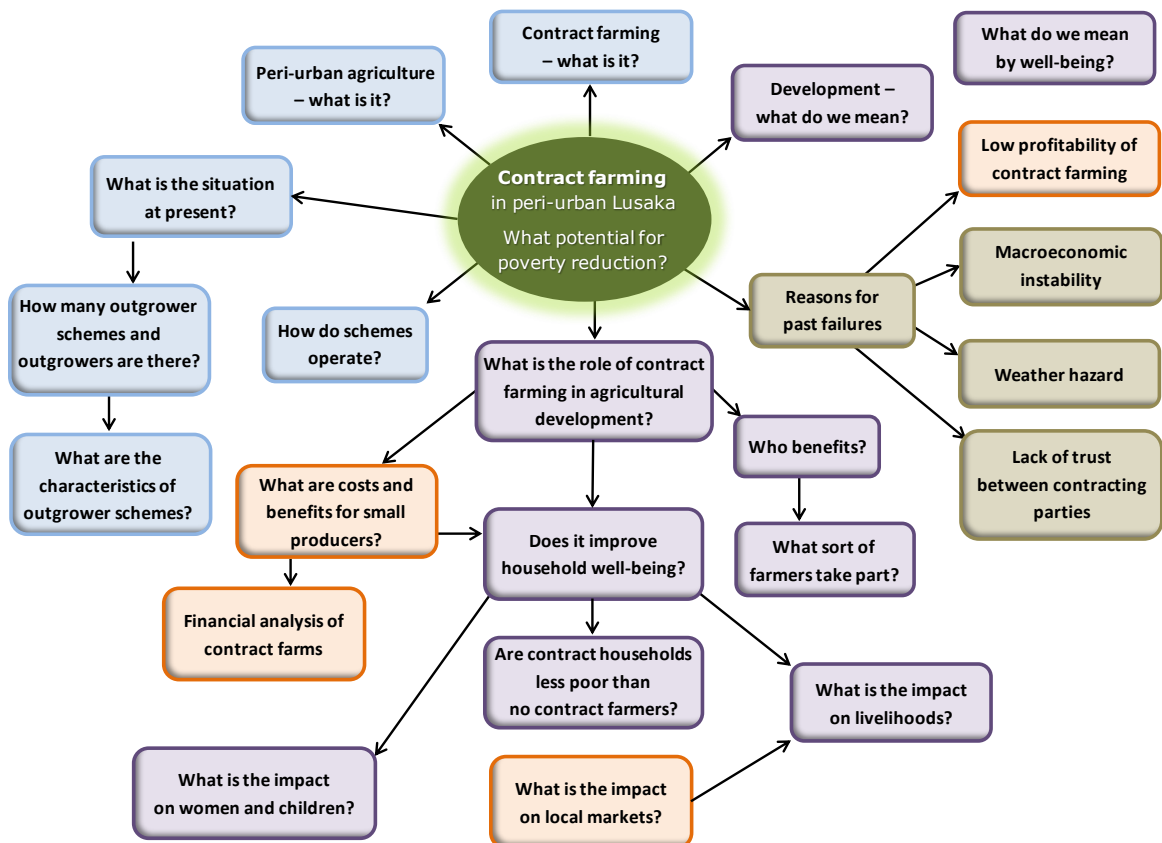 Contract farming
– what is it?
What do we mean
by well-being?
Peri-urban agriculture
– what is it?
Development –
what do we mean?
Low profitability of
contract farming
What is the situation
at present?
Contract farming
in peri-urban Lusaka
What potential for
poverty reduction?
Macroeconomic
instability
How many outgrower
schemes and
outgrowers are there?
How do schemes
operate?
Reasons for
past failures
Weather hazard
What is the role of contract
farming in agricultural
development?
Who benefits?
Lack of trust
between contracting
parties
What are the
characteristics of
outgrower schemes?
What are costs and
benefits for small
producers?
Does it improve
household well-being?
What sort of
farmers take part?
Financial analysis of
contract farms
Are contract households
less poor than
no contract farmers?
What is the impact
on livelihoods?
What is the impact
on women and children?
What is the impact
on local markets?